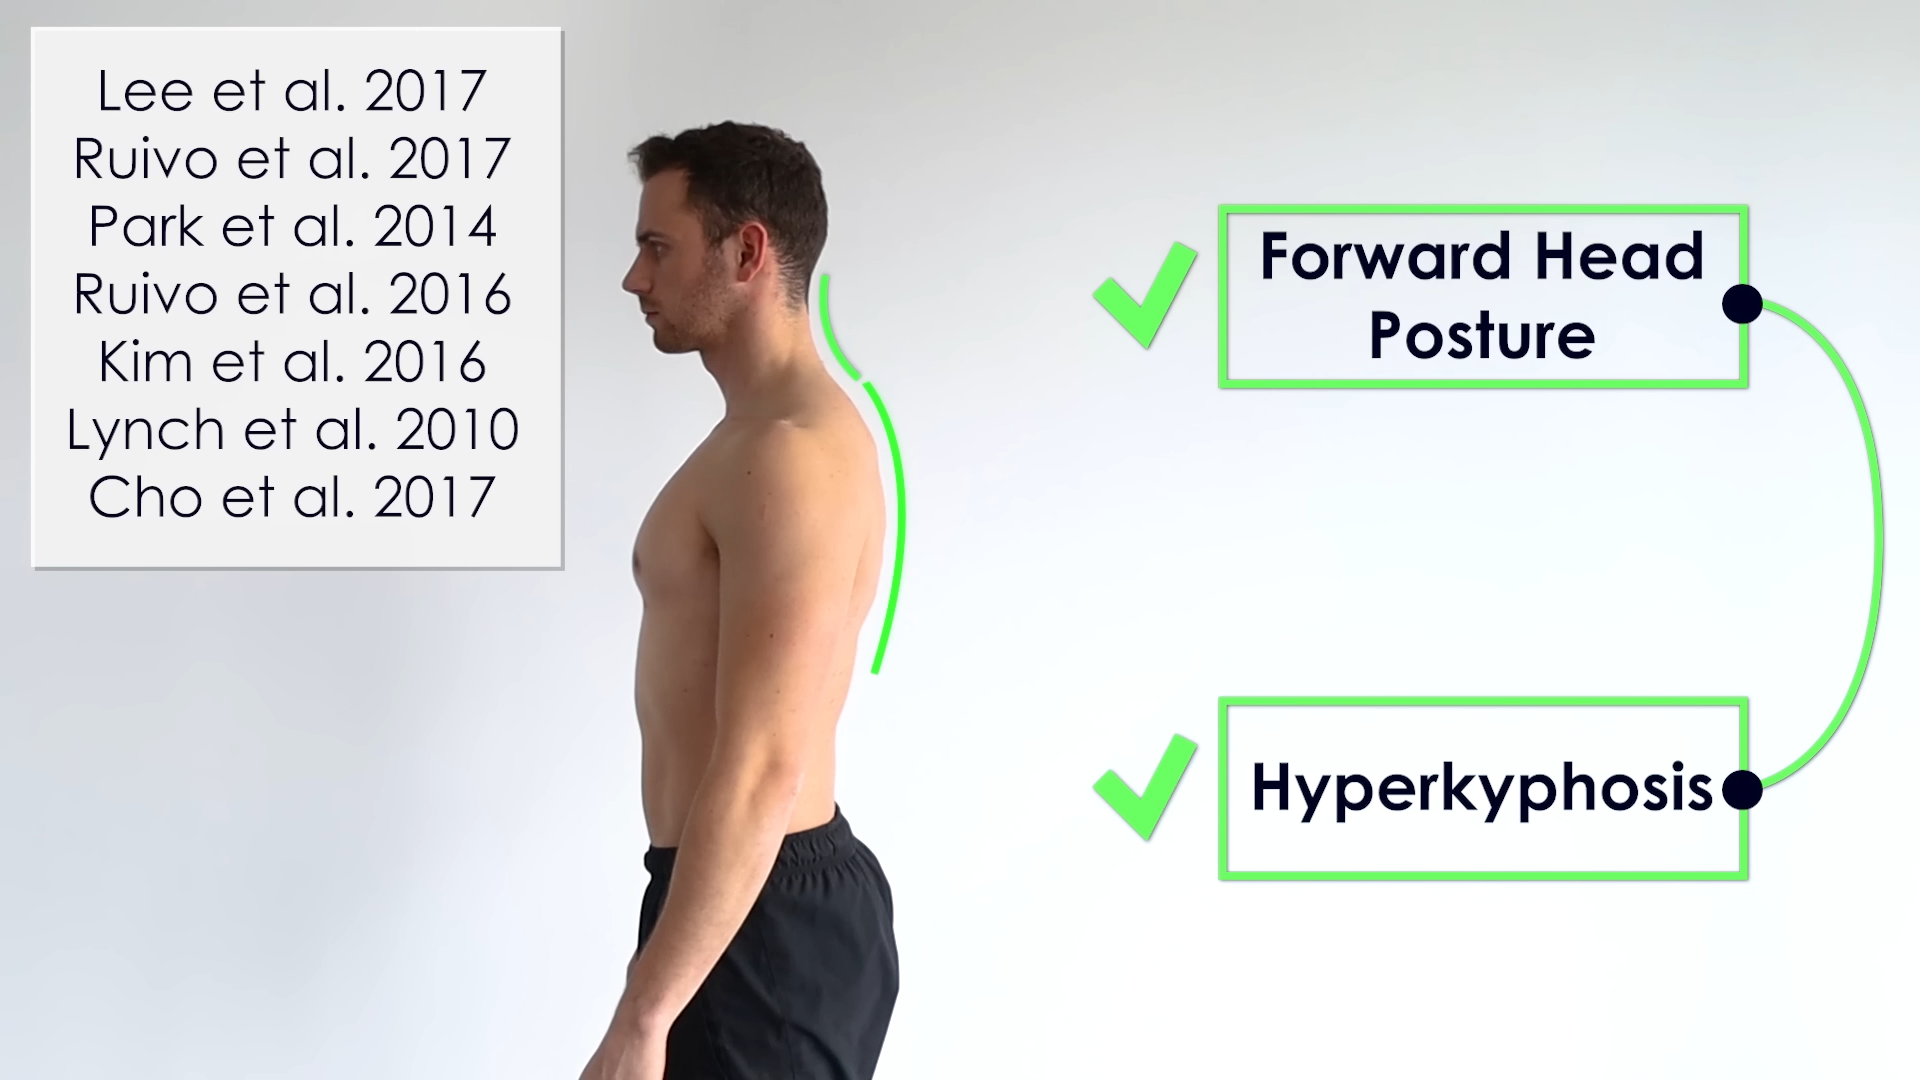 Lee et al. 2017
Ruivo et al. 2017
Park et al. 2014
Ruivo et al. 2016
Kim et al. 2016
Lynch et al. 2010
Cho et al. 2017
Forward Head
Posture
Hyperkyphosis